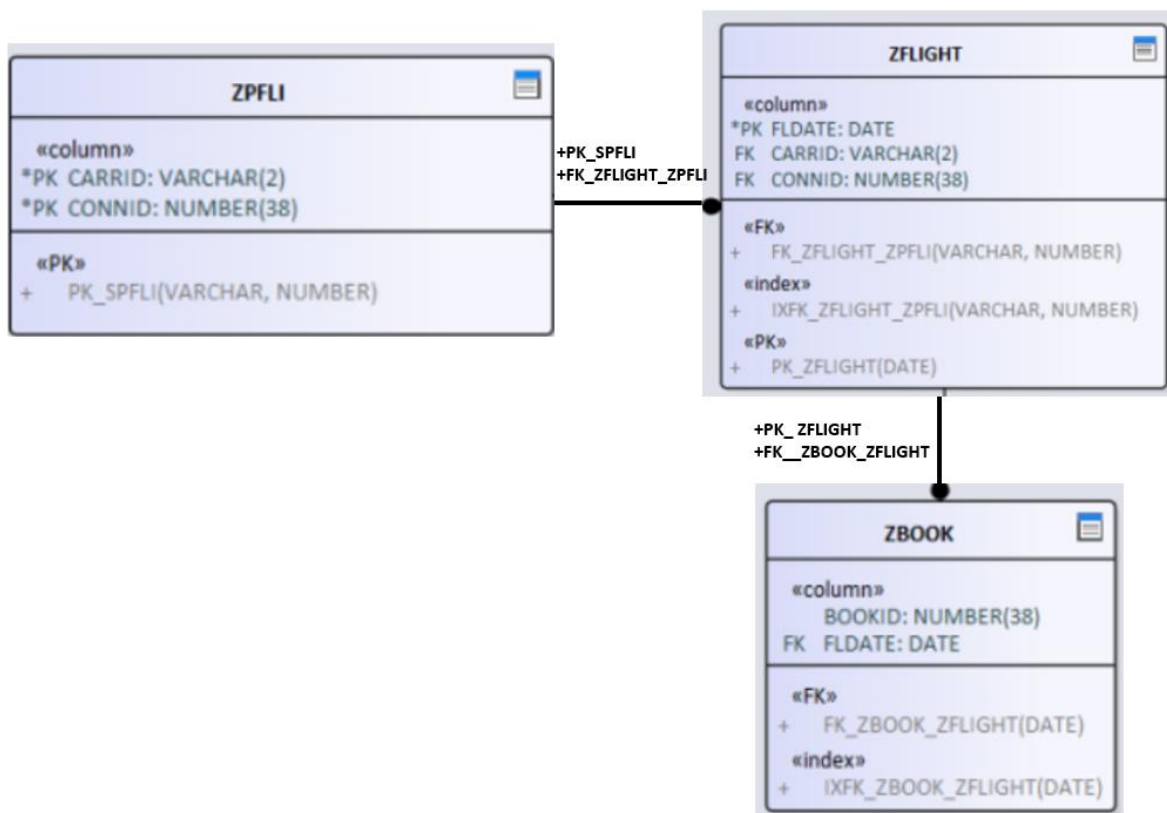 ZPFLI
«column»
*PK CARRID: VARCHAR(2)
*PK CONNID: NUMBER(38)
«PK»
+ PK_SPFLI(VARCHAR, NUMBER)
+PK_SPFLI
+FK_ZFLIGHT_ZPFLI
ZFLIGHT
«column»
*PK FLDATE: DATE
FK CARRID: VARCHAR(2)
FK CONNID: NUMBER(38)
«FK»
+ FK_ZFLIGHT_ZPFLI(VARCHAR, NUMBER)
«index»
+ IXFK_ZFLIGHT_ZPFLI(VARCHAR, NUMBER)
«PK»
+ PK_ZFLIGHT(DATE)
+PK_ ZFLIGHT
+FK__ZBOOK_ZFLIGHT
ZBOOK
«column»
BOOKID: NUMBER(38)
FK FLDATE: DATE
«FK»
+ FK_ZBOOK_ZFLIGHT(DATE)
«index»
+ IXFK_ZBOOK_ZFLIGHT(DATE)